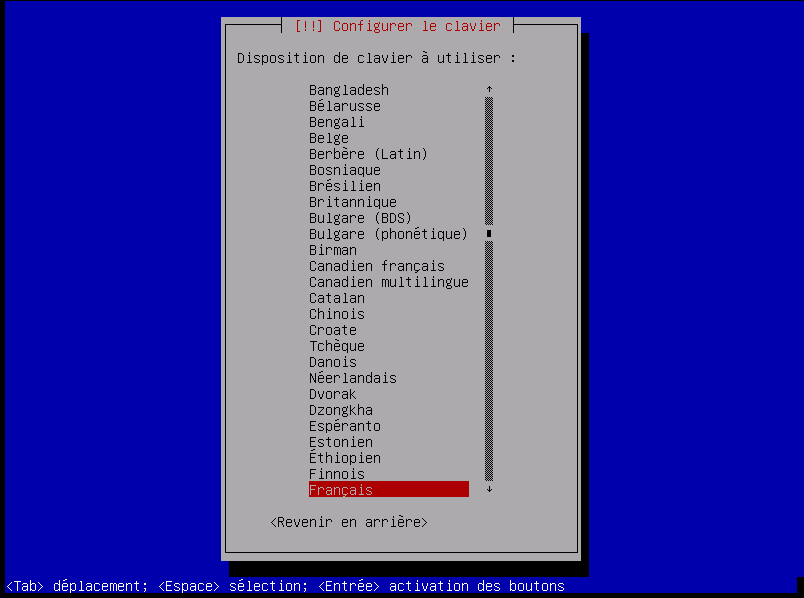 [!!] Configurer le clavier
Disposition de clavier à utiliser :
Bangladesh
Bélarusse
Bengali
Belge
Berbère (Latin)
Bosniaque
Brésilien
Britannique
Bulgare (BDS)
Bulgare (phonétique)
Birman
Canadien français
Canadien multilingue
Catalan
Chinois
Croate
Tchèque
Danois
Néerlandais
Dvorak
Dzongkha
Espéranto
Estonien
Éthiopien
Finnois
Français
<Revenir en arrière>
<Tab> déplacement; <Espace> sélection; <Entrée> activation des boutons